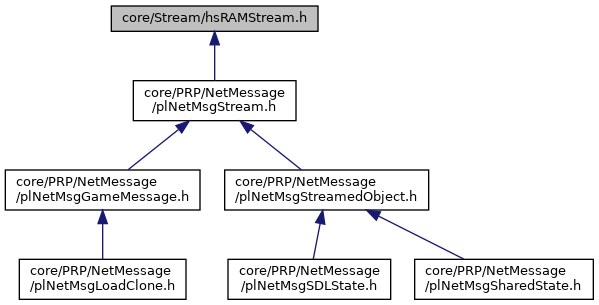 core/Stream/hsRAMStream.h
core/PRP/NetMessage
/plNetMsgStream.h
core/PRP/NetMessage
/plNetMsgGameMessage.h
core/PRP/NetMessage
/plNetMsgStreamedObject.h
core/PRP/NetMessage
/plNetMsgLoadClone.h
core/PRP/NetMessage
/plNetMsgSDLState.h
core/PRP/NetMessage
/plNetMsgSharedState.h